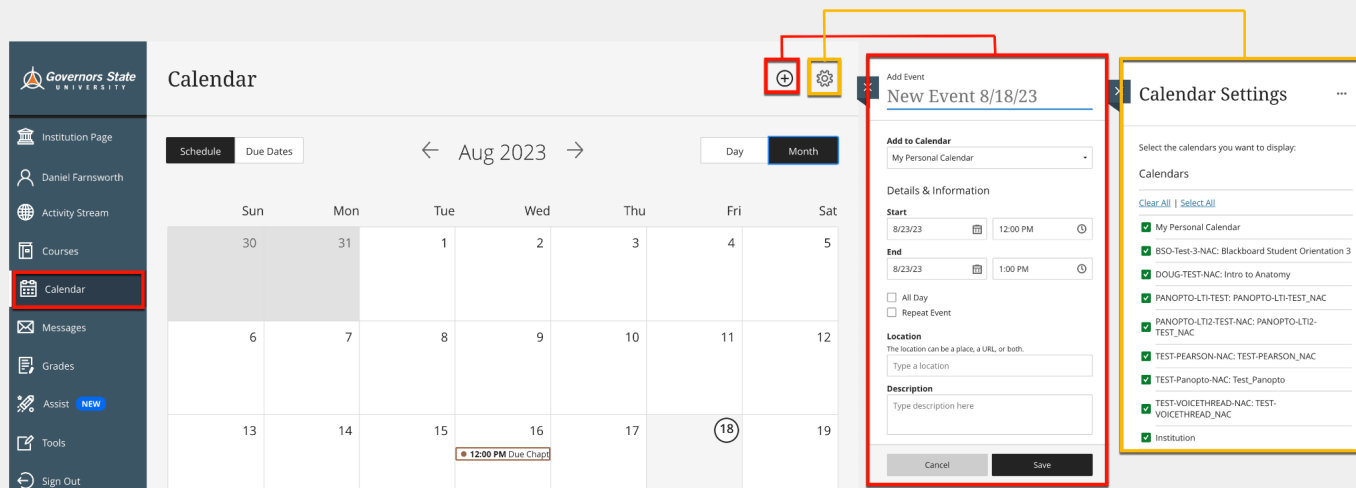 Governors State
UNIVERSITY
Institution Page
Daniel Farnsworth
Activity Stream
Courses
Calendar
Messages
Grades
Assist NEW
Tools
Sign Out
Calendar
Schedule Due Dates
Aug 2023
Day Month
Sun Mon Tue Wed Thu Fri Sat
30 31 1 2 3 4 5
6 7 8 9 10 11 12
13 14 15 16 17 18 19
12:00 PM Due Chapt
Add Event
New Event 8/18/23
Add to Calendar
My Personal Calendar
Details & Information
Start
8/23/23 12:00 PM
End
8/23/23 1:00 PM
All Day
Repeat Event
Location
The location can be a place, a URL, or both.
Type a location
Description
Type description here
Cancel Save
Calendar Settings ...
Select the calendars you want to display:
Calendars
Clear All | Select All
My Personal Calendar
BSO-Test-3-NAC: Blackboard Student Orientation 3
DOUG-TEST-NAC: Intro to Anatomy
PANOPTO-LTI-TEST: PANOPTO-LTI-TEST_NAC
PANOPTO-LTI2-TEST-NAC: PANOPTO-LTI2-
TEST_NAC
TEST-PEARSON-NAC: TEST-PEARSON_NAC
TEST-Panopto-NAC: Test_Panopto
TEST-VOICETHREAD-NAC: TEST-
VOICETHREAD_NAC
Institution